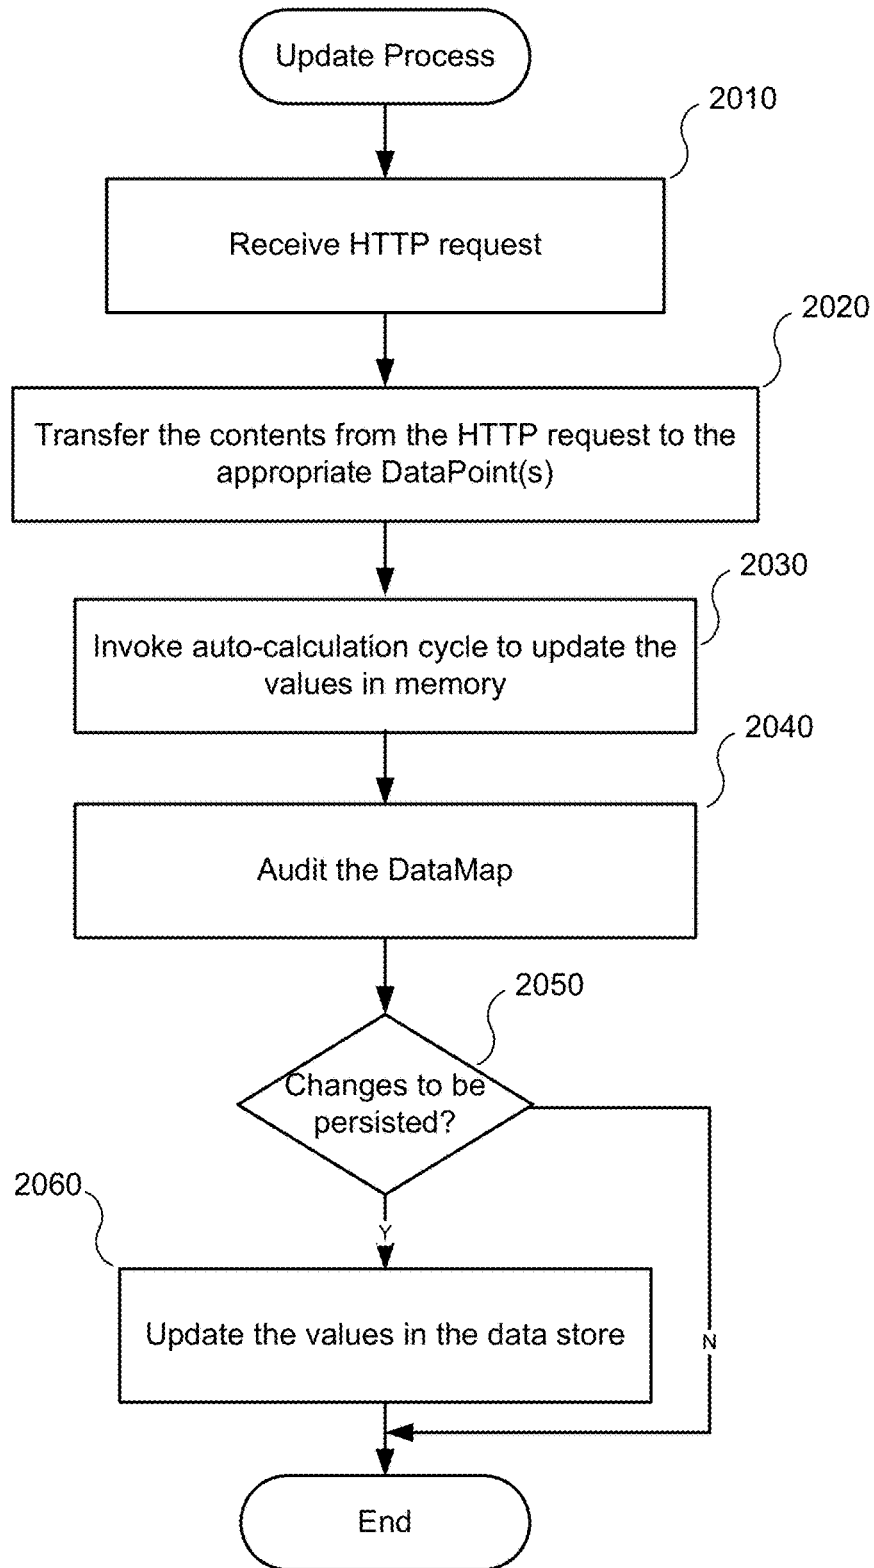 Update Process
2010
Receive HTTP request
2020
Transfer the contents from the HTTP request to the
appropriate DataPoint(s)
2030
Invoke auto-calculation cycle to update the
values in memory
2040
Audit the DataMap
2050
Changes to be
persisted?
2060
Y
Update the values in the data store
N
End